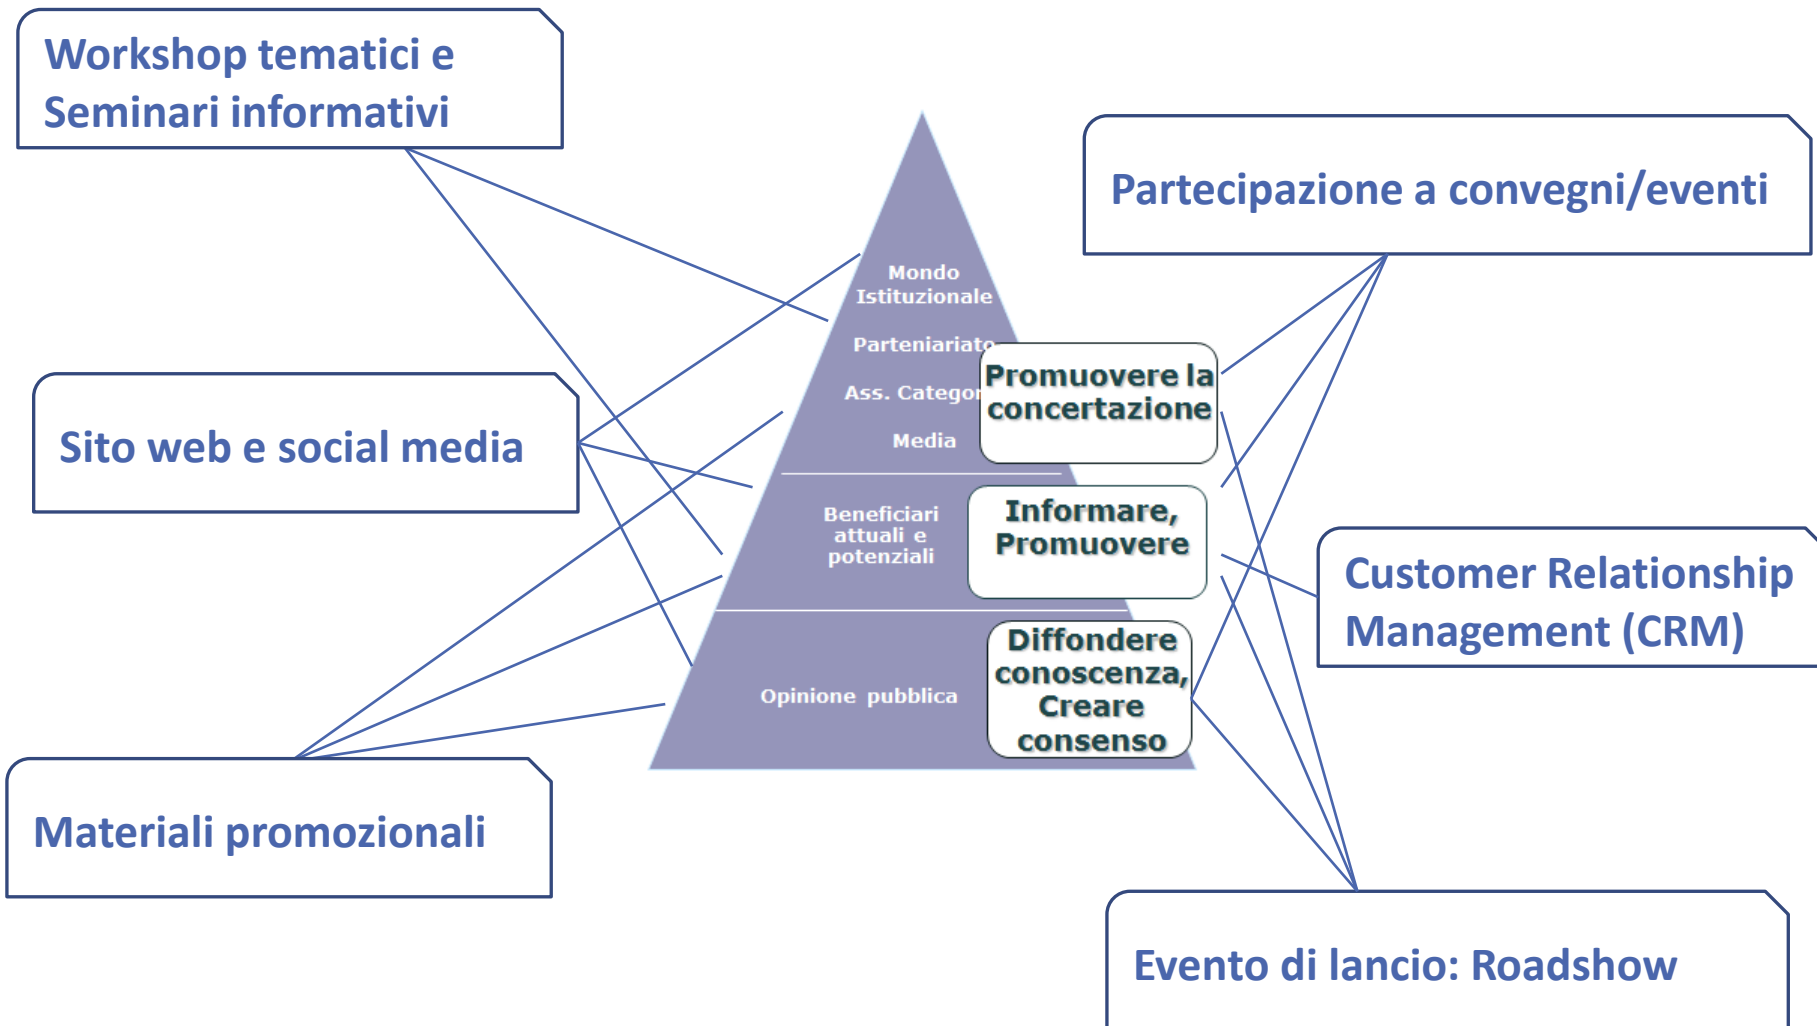 Workshop tematici e
Seminari informativi
Partecipazione a convegni/eventi
Mondo
Istituzionale
Parteniariato
Ass. Categor
Media
Promuovere la
concertazione
Sito web e social media
Beneficiari
attuali e
potenziali
Informare,
Promuovere
Customer Relationship
Management (CRM)
Opinione pubblica
Diffondere
conoscenza,
Creare
consenso
Materiali promozionali
Evento di lancio: Roadshow